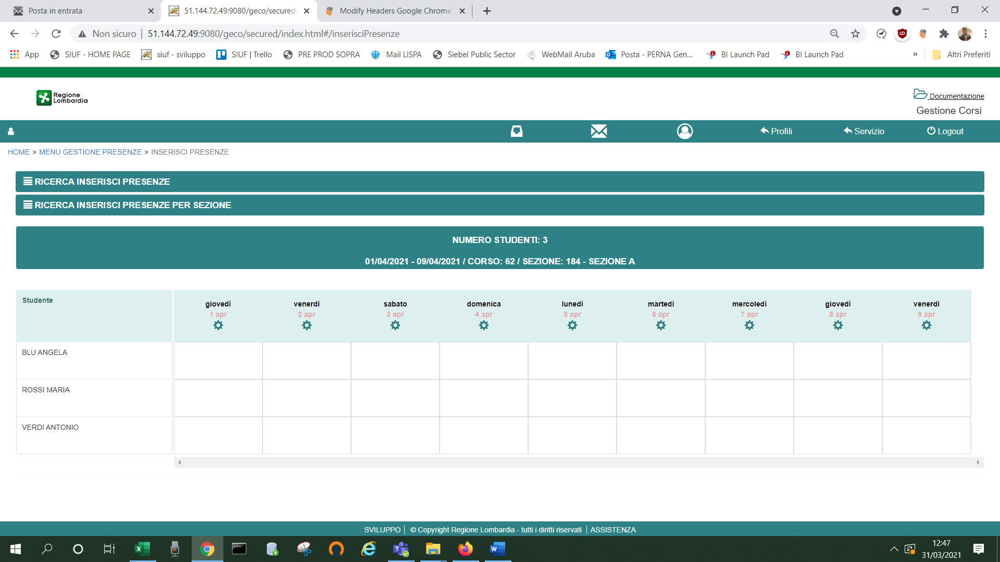 Posta in entrata
51.144.72.49:9080/geco/secured/
Modify Headers Google Chrome
Non sicuro | 51.144.72.49:9080/geco/secured/index.html#/inserisciPresenze
App
SIUF - HOME PAGE
siuf - sviluppo
SIUF | Trello
PRE PROD SOPRA
Mail LISPA
Siebel Public Sector
WebMail Aruba
Posta - PERNA Gen...
BI Launch Pad
BI Launch Pad
»
Altri Preferiti
Regione
Lombardia
Documentazione
Gestione Corsi
Profili
Servizio
Logout
HOME > MENU GESTIONE PRESENZE > INSERISCI PRESENZE
RICERCA INSERISCI PRESENZE
RICERCA INSERISCI PRESENZE PER SEZIONE
NUMERO STUDENTI: 3
01/04/2021 - 09/04/2021 / CORSO: 62 / SEZIONE: 184 - SEZIONE A
Studente
giovedì
1 apr
venerdì
2 apr
sabato
3 apr
domenica
4 apr
lunedì
5 apr
martedì
6 apr
mercoledì
7 apr
giovedì
8 apr
venerdì
9 apr
BLU ANGELA
ROSSI MARIA
VERDI ANTONIO
SVILUPPO | © Copyright Regione Lombardia - tutti i diritti riservati | ASSISTENZA
12:47
31/03/2021